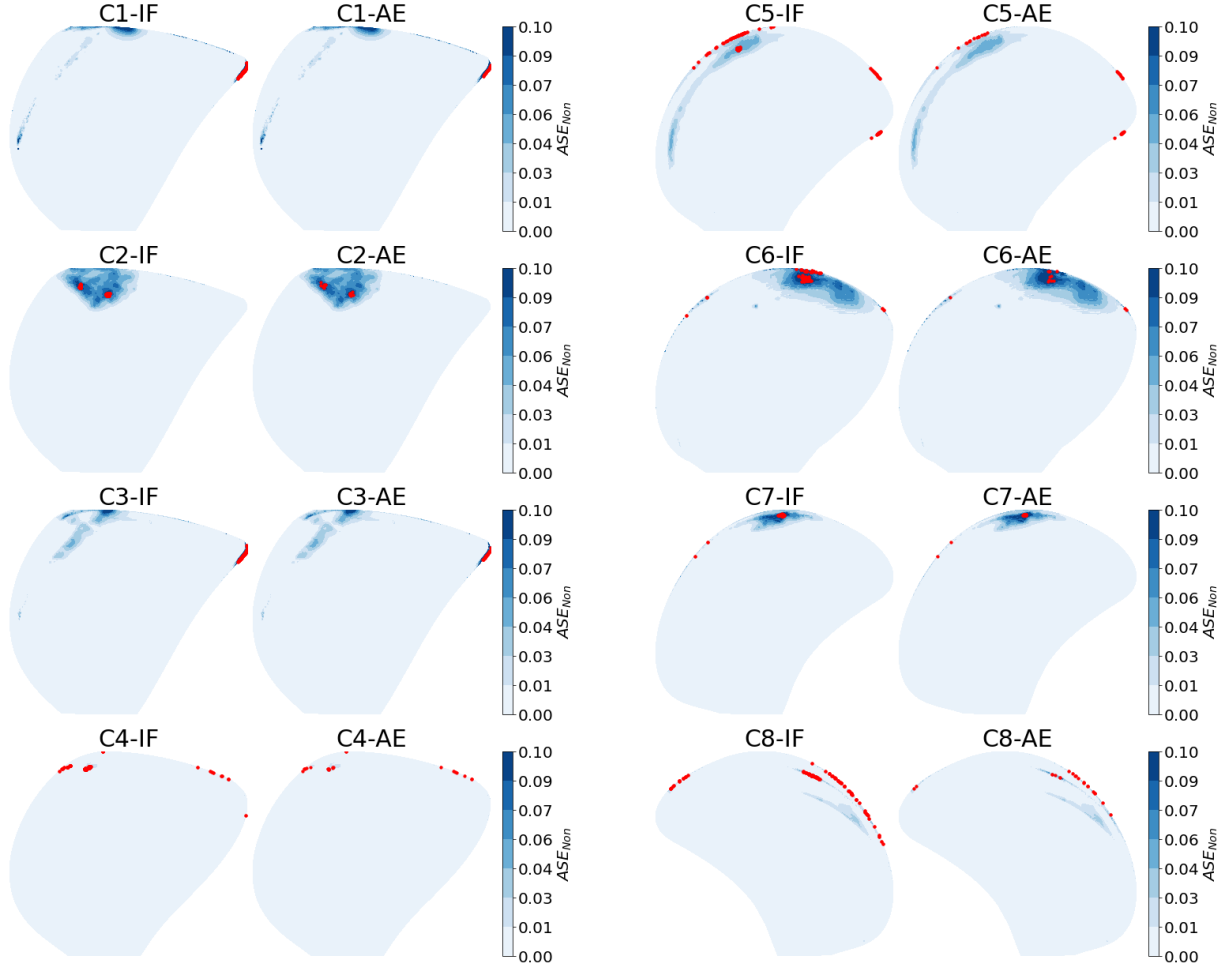 C1-IF
C1-AE
0.10
0.09
0.07
0.06
0.04
0.03
0.01
0.00
ASE_Non
C5-IF
C5-AE
0.10
0.09
0.07
0.06
0.04
0.03
0.01
0.00
ASE_Non
C2-IF
C2-AE
0.10
0.09
0.07
0.06
0.04
0.03
0.01
0.00
ASE_Non
C6-IF
C6-AE
0.10
0.09
0.07
0.06
0.04
0.03
0.01
0.00
ASE_Non
C3-IF
C3-AE
0.10
0.09
0.07
0.06
0.04
0.03
0.01
0.00
ASE_Non
C7-IF
C7-AE
0.10
0.09
0.07
0.06
0.04
0.03
0.01
0.00
ASE_Non
C4-IF
C4-AE
0.10
0.09
0.07
0.06
0.04
0.03
0.01
0.00
ASE_Non
C8-IF
C8-AE
0.10
0.09
0.07
0.06
0.04
0.03
0.01
0.00
ASE_Non